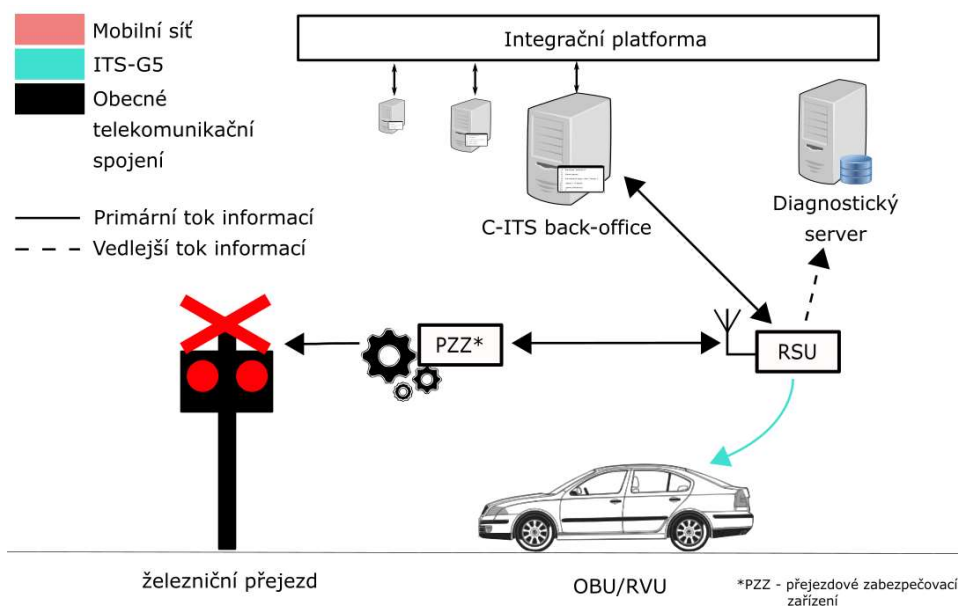 Mobilní síť
ITS-G5
Obecné
telekomunikační
spojení
Primární tok informací
Vedlejší tok informací
Integrační platforma
C-ITS back-office
Diagnostický
server
PZZ*
RSU
železniční přejezd
OBU/RVU
*PZZ - přejezdové zabezpečovací
zařízení